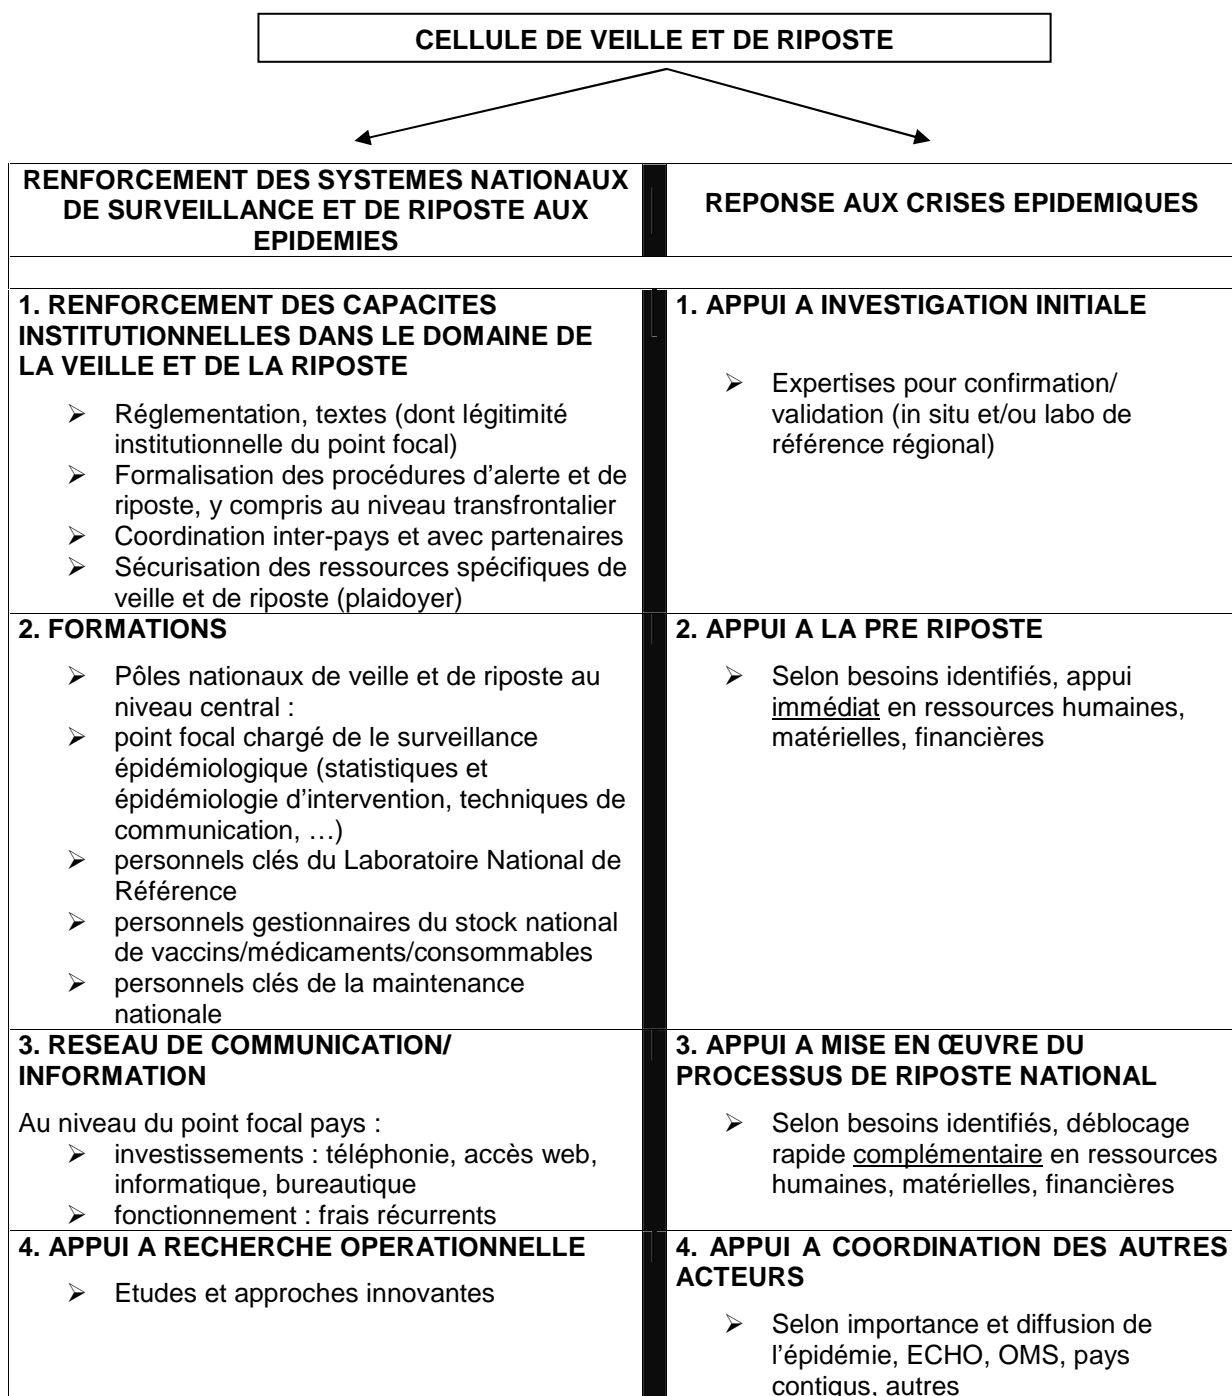 CELLULE DE VEILLE ET DE RIPOSTE
RENFORCEMENT DES SYSTEMES NATIONAUX
DE SURVEILLANCE ET DE RIPOSTE AUX
EPIDEMIES
REPONSE AUX CRISES EPIDEMIQUES
1. RENFORCEMENT DES CAPACITES
INSTITUTIONNELLES DANS LE DOMAINE DE
LA VEILLE ET DE LA RIPOSTE
➢ Réglementation, textes (dont légitimité
institutionnelle du point focal)
➢ Formalisation des procédures d'alerte et de
riposte, y compris au niveau transfrontalier
➢ Coordination inter-pays et avec partenaires
➢ Sécurisation des ressources spécifiques de
veille et de riposte (plaidoyer)
1. APPUI A INVESTIGATION INITIALE
➢ Expertises pour confirmation/
validation (in situ et/ou labo de
référence régional)
2. FORMATIONS
➢ Pôles nationaux de veille et de riposte au
niveau central :
➢ point focal chargé de le surveillance
épidémiologique (statistiques et
épidémiologie d'intervention, techniques de
communication, …)
➢ personnels clés du Laboratoire National de
Référence
➢ personnels gestionnaires du stock national
de vaccins/médicaments/consommables
➢ personnels clés de la maintenance
nationale
2. APPUI A LA PRE RIPOSTE
➢ Selon besoins identifiés, appui
immédiat en ressources humaines,
matérielles, financières
3. RESEAU DE COMMUNICATION/
INFORMATION
Au niveau du point focal pays :
➢ investissements : téléphonie, accès web,
informatique, bureautique
➢ fonctionnement : frais récurrents
3. APPUI A MISE EN ŒUVRE DU
PROCESSUS DE RIPOSTE NATIONAL
➢ Selon besoins identifiés, déblocage
rapide complémentaire en ressources
humaines, matérielles, financières
4. APPUI A RECHERCHE OPERATIONNELLE
➢ Etudes et approches innovantes
4. APPUI A COORDINATION DES AUTRES
ACTEURS
➢ Selon importance et diffusion de
l'épidémie, ECHO, OMS, pays
contigus, autres